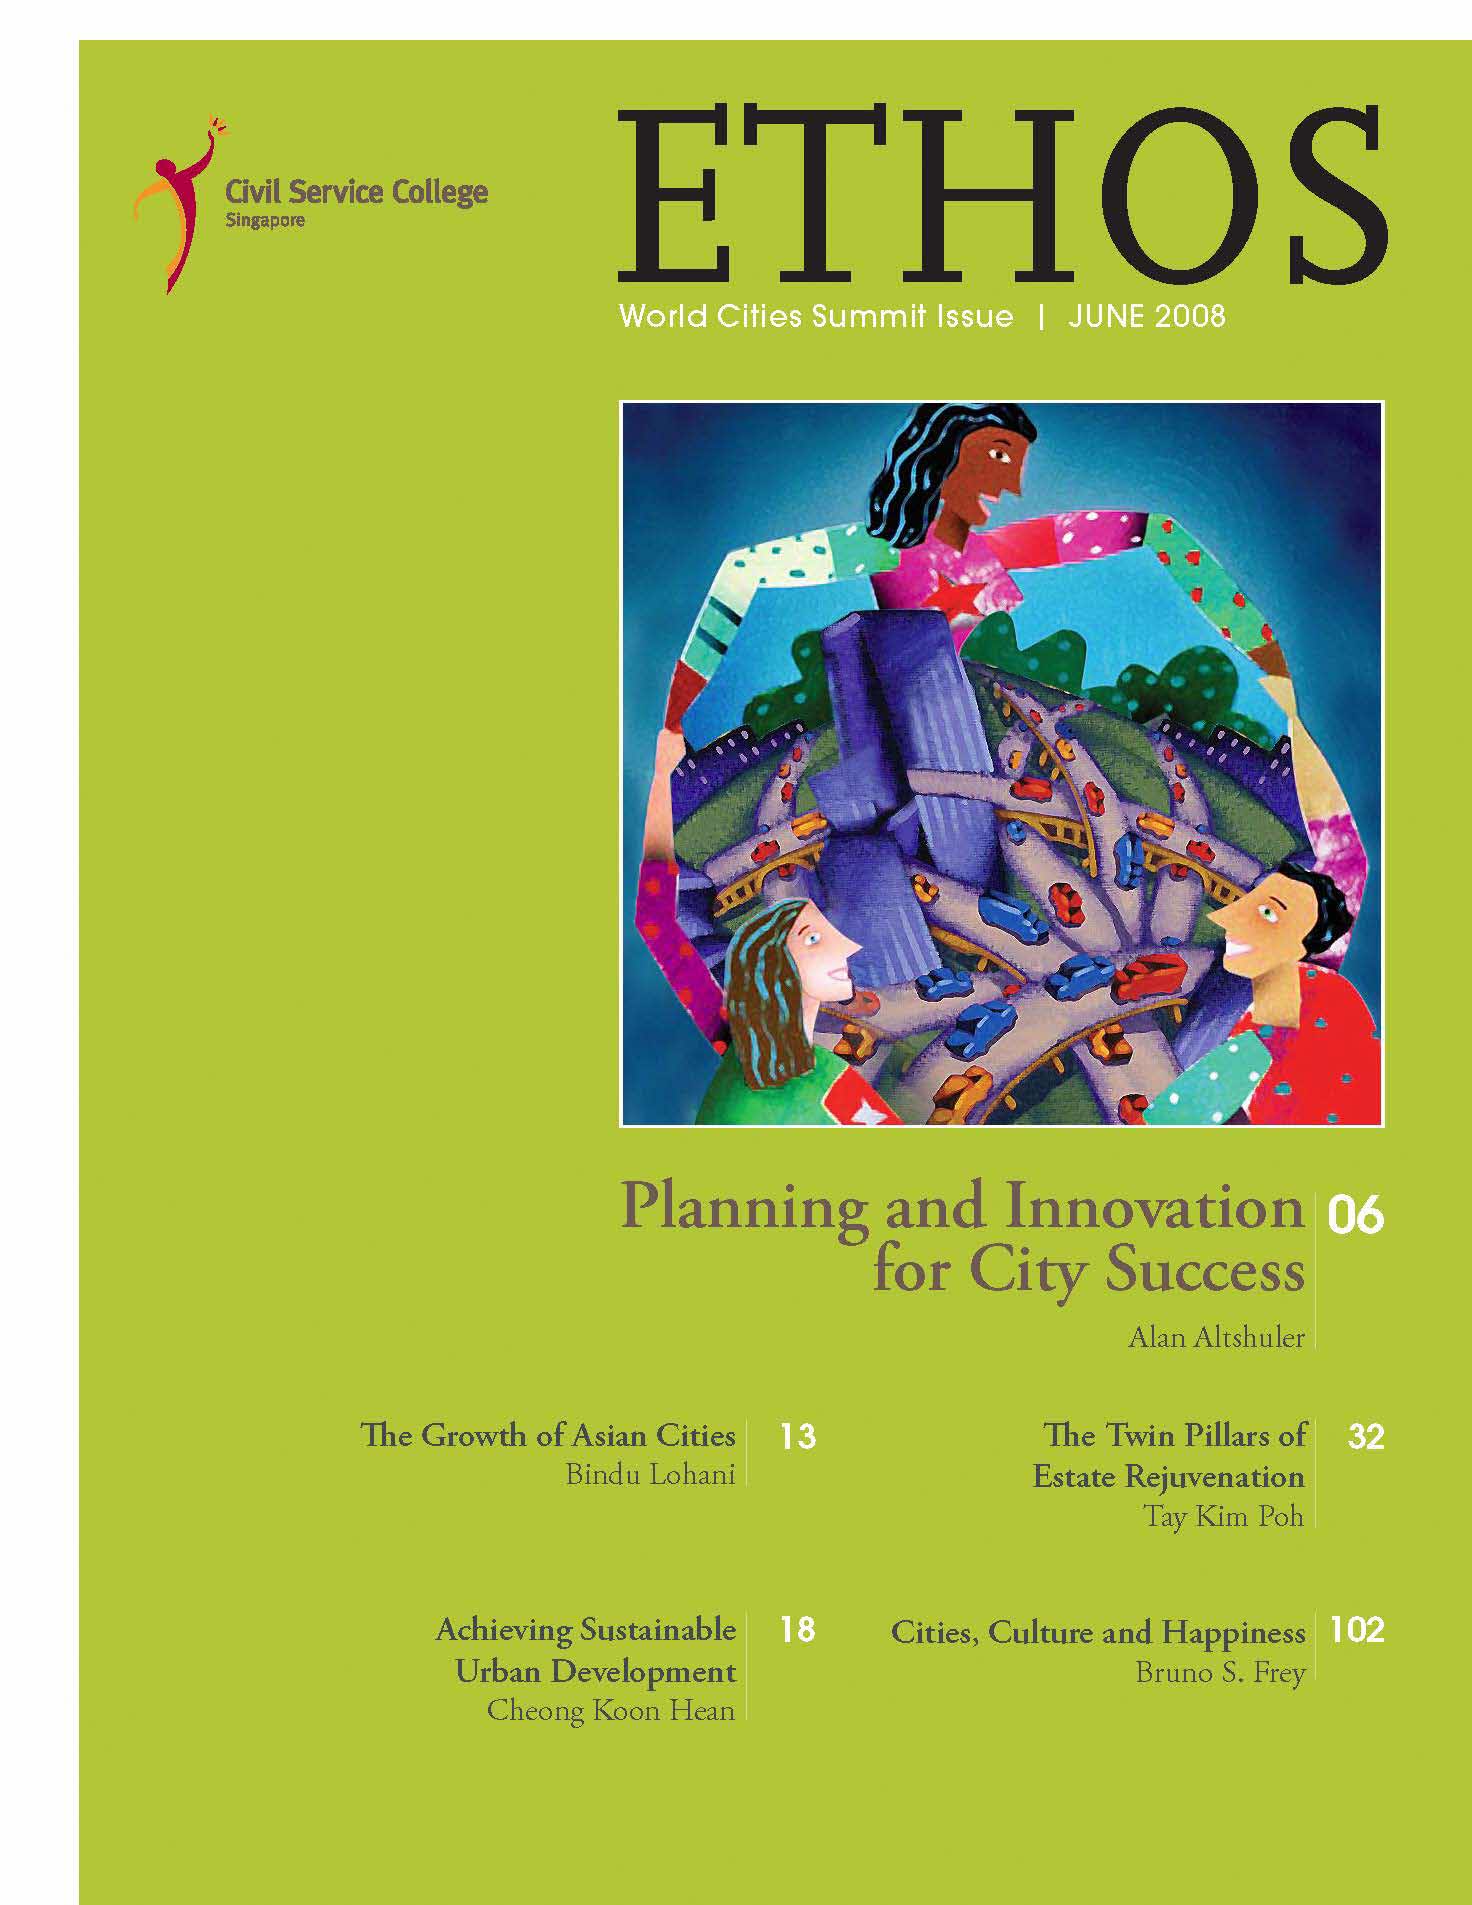 Civil Service College
Singapore
ETHOS
World Cities Summit Issue | JUNE 2008
Planning and Innovation 06
for City Success
Alan Altshuler
The Growth of Asian Cities 13
Bindu Lohani
The Twin Pillars of 32
Estate Rejuvenation
Tay Kim Poh
Achieving Sustainable 18
Urban Development
Cheong Koon Hean
Cities, Culture and Happiness 102
Bruno S. Frey